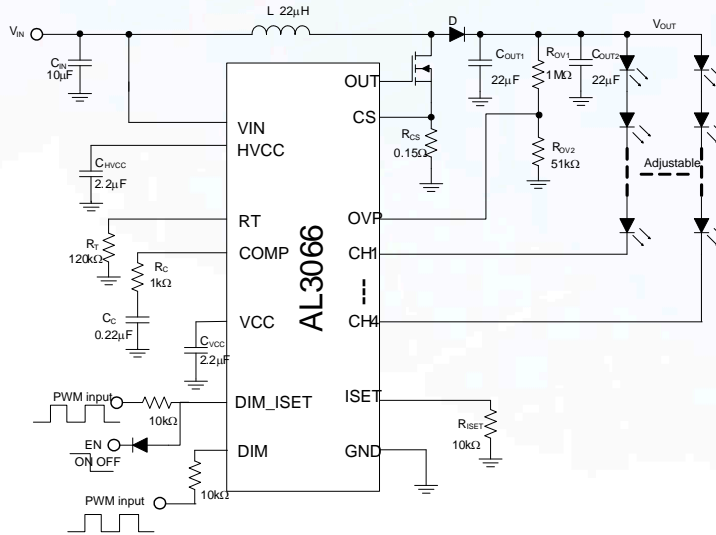 L 22µH
D
VOUT
VIN
CIN
10µF
COUT1
22µF
ROV1
1MΩ
COUT2
22µF
OUT
CS
RCS
0.15Ω
ROV2
51kΩ
Adjustable
VIN
HVCC
CHVCC
2.2µF
OVP
RT
RT
120kΩ
COMP
CH1
RC
1kΩ
AL3066
CC
0.22µF
VCC
CH4
CVCC
2.2µF
PWM input
DIM_ISET
ISET
10kΩ
RISET
10kΩ
EN
ON OFF
DIM
GND
10kΩ
PWM input